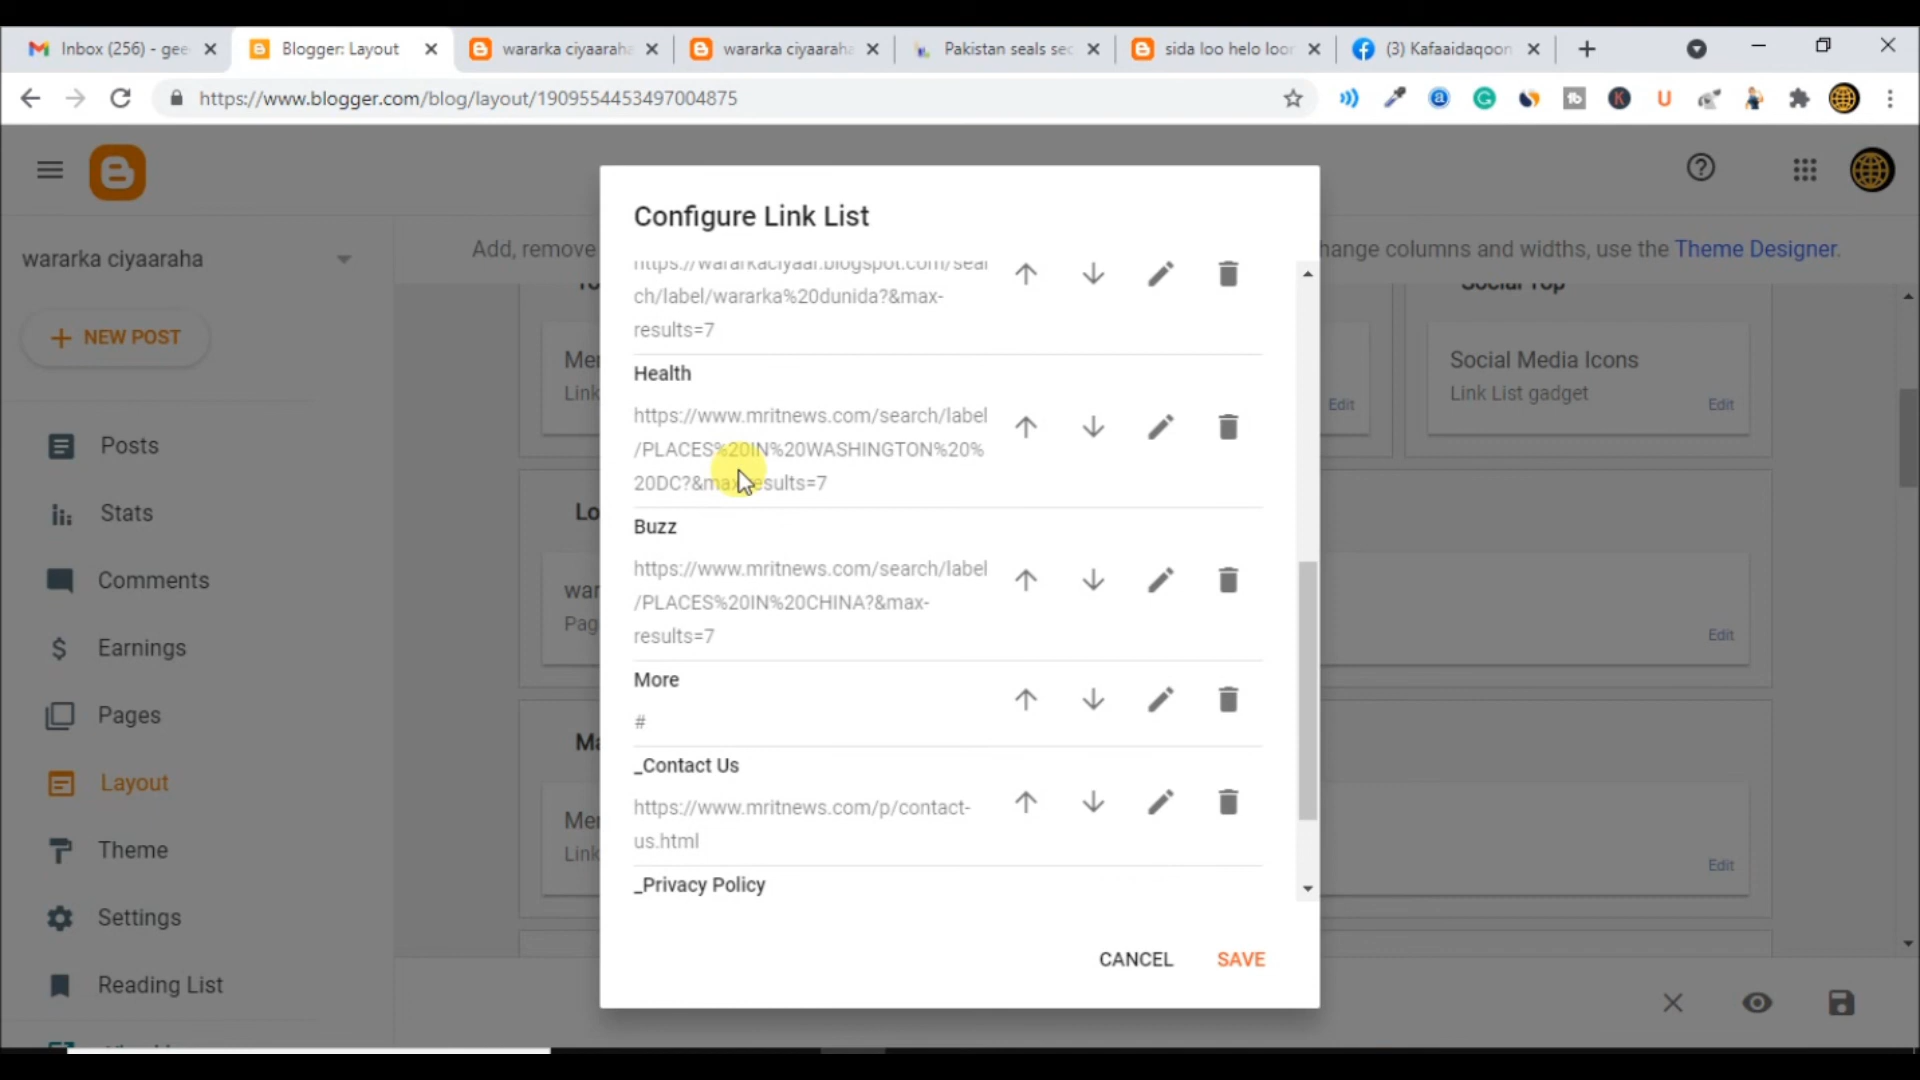 Inbox (256) - gee
Blogger: Layout
wararka ciyaaraha
wararka ciyaaraha
Pakistan seals sec
sida loo helo loor
(3) Kafaaidaqoon
https://www.blogger.com/blog/layout/1909554453497004875
wararka ciyaaraha
Add, remove
hange columns and widths, use the Theme Designer.
NEW POST
Posts
Stats
Comments
Earnings
Pages
Layout
Theme
Settings
Reading List
Configure Link List
https://wararkaciyaar.blogspot.com/sear
ch/label/wararka%20dunida?&max-
results=7
Health
https://www.mritnews.com/search/label
/PLACES%20IN%20WASHINGTON%20%
20DC?&max-results=7
Buzz
https://www.mritnews.com/search/label
/PLACES%20IN%20CHINA?&max-
results=7
More
#
_Contact Us
https://www.mritnews.com/p/contact-
us.html
_Privacy Policy
CANCEL
SAVE
Social Top
Men
Link
Edit
Social Media Icons
Link List gadget
Edit
Lo
war
Pag
Edit
Ma
Men
Link
Edit